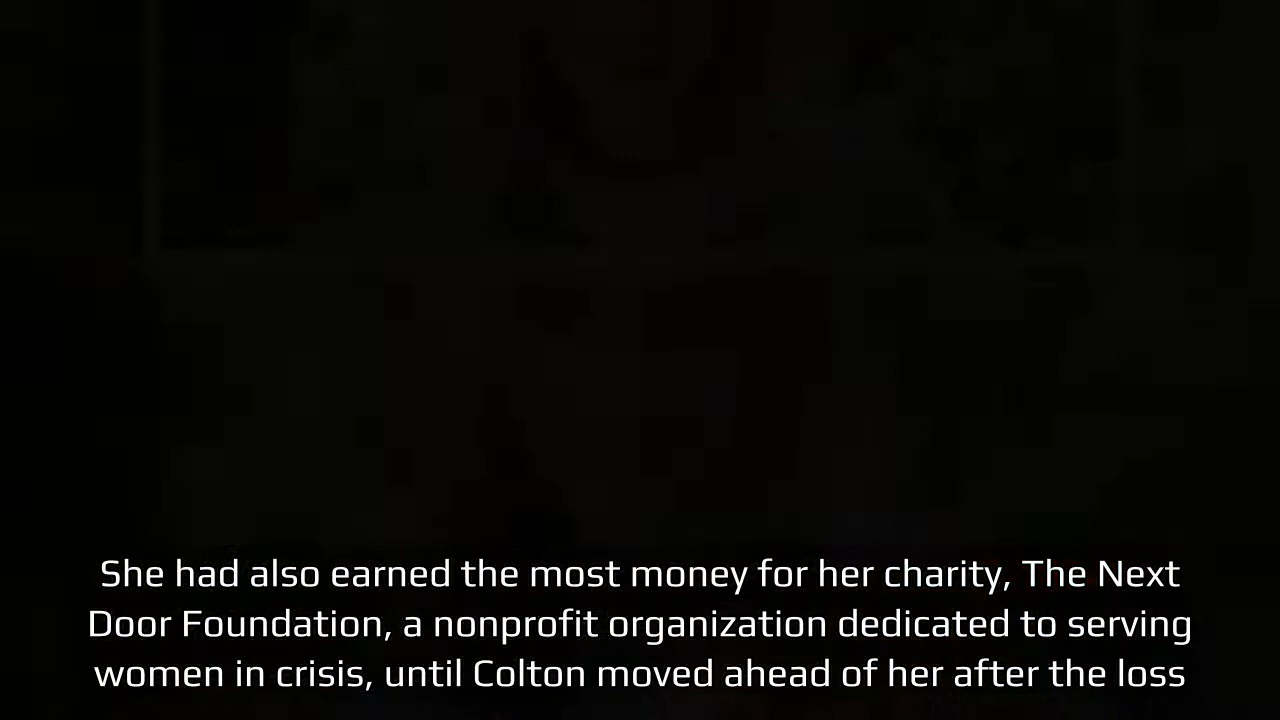 She had also earned the most money for her charity, The Next
Door Foundation, a nonprofit organization dedicated to serving
women in crisis, until Colton moved ahead of her after the loss